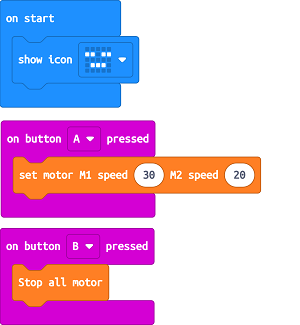 on start
show icon
on button A pressed
set motor M1 speed 30 M2 speed 20
on button B pressed
Stop all motor